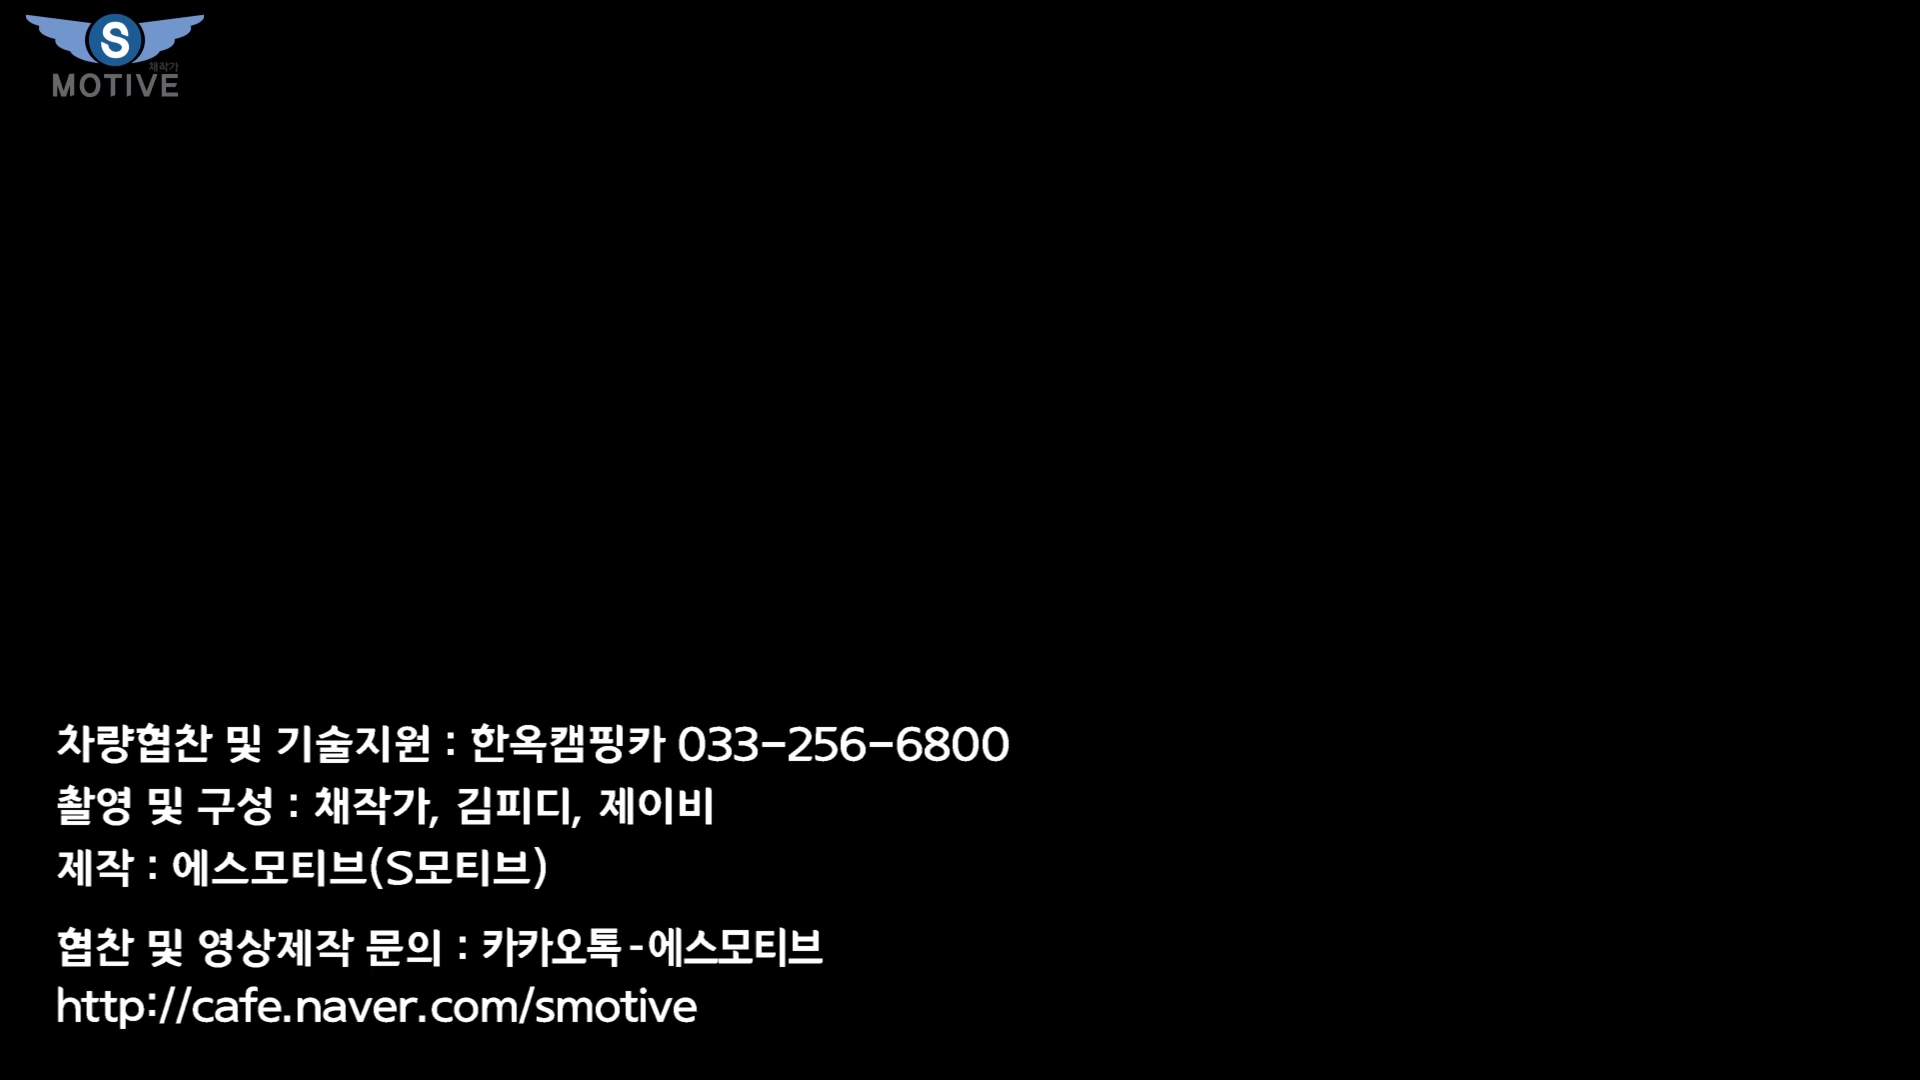 S
채작가
MOTIVE
차량협찬 및 기술지원 : 한옥캠핑카 033-256-6800
촬영 및 구성 : 채작가, 김피디, 제이비
제작 : 에스모티브(S모티브)
협찬 및 영상제작 문의 : 카카오톡-에스모티브
http://cafe.naver.com/smotive